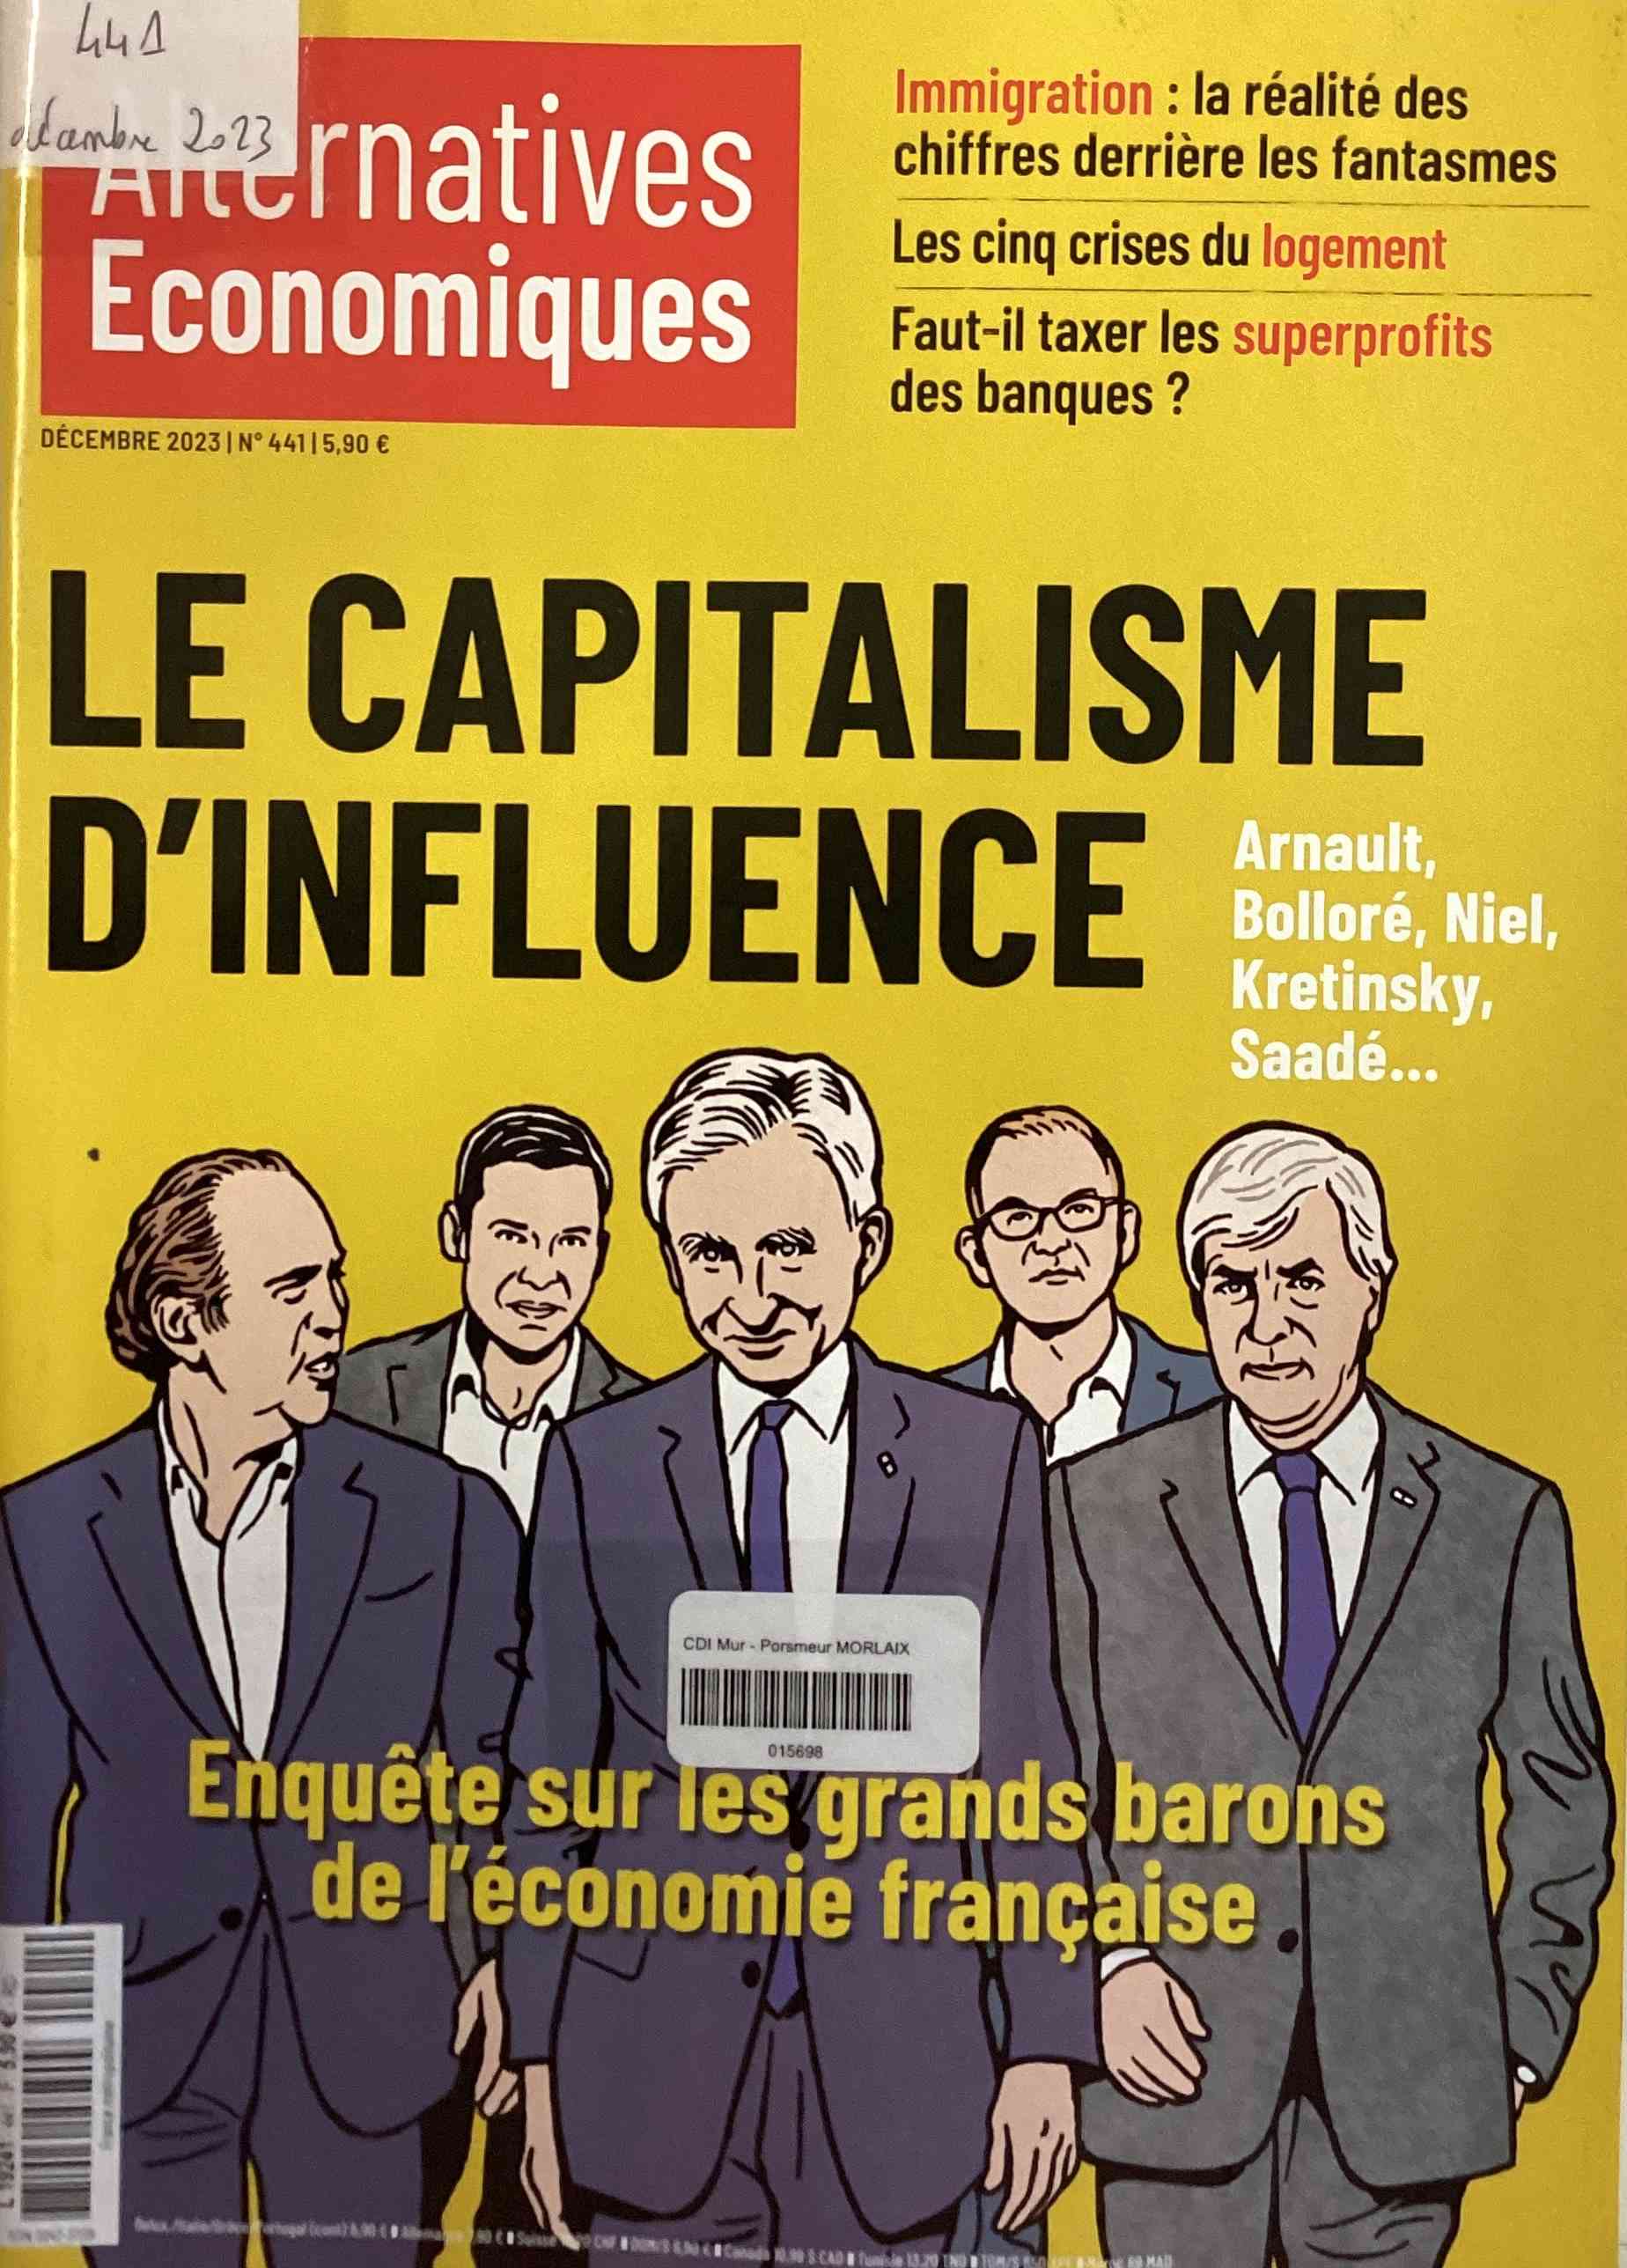 441
décembre 2023
Alternatives
Economiques
DÉCEMBRE 2023 | N° 441 | 5,90 €
Immigration : la réalité des
chiffres derrière les fantasmes
Les cinq crises du logement
Faut-il taxer les superprofits
des banques ?
LE CAPITALISME
D'INFLUENCE
Arnault,
Bolloré, Niel,
Kretinsky,
Saadé...
CDI Mur - Porsmeur MORLAIX
015698
Enquête sur les grands barons
de l'économie française